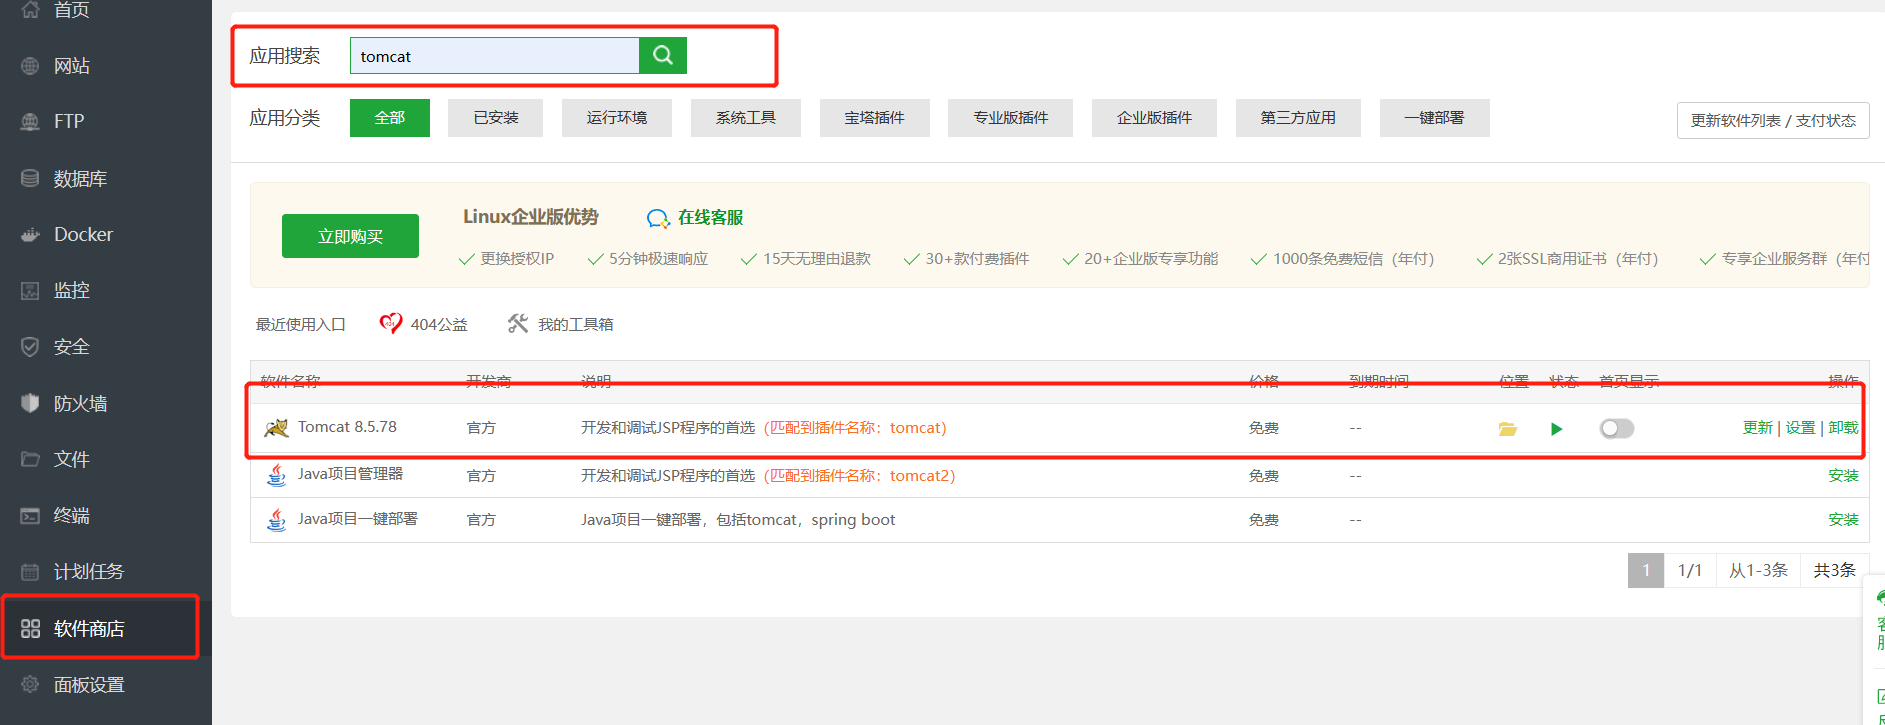 首页
网站
FTP
数据库
Docker
监控
安全
防火墙
文件
终端
计划任务
软件商店
面板设置
应用搜索 tomcat
应用分类 全部 已安装 运行环境 系统工具 宝塔插件 专业版插件 企业版插件 第三方应用 一键部署 更新软件列表 / 支付状态
立即购买
Linux企业版优势 在线客服
更换授权IP 5分钟极速响应 15天无理由退款 30+款付费插件 20+企业版专享功能 1000条免费短信（年付） 2张SSL商用证书（年付） 专享企业服务群（年付
最近使用入口 404公益 我的工具箱
软件名称 开发商 说明 价格 到期时间 位置 状态 首页显示 操作
Tomcat 8.5.78 官方 开发和调试JSP程序的首选（匹配到插件名称：tomcat） 免费 -- 更新 | 设置 | 卸载
Java项目管理器 官方 开发和调试JSP程序的首选（匹配到插件名称：tomcat2） 免费 -- 安装
Java项目一键部署 官方 Java项目一键部署，包括tomcat，spring boot 免费 -- 安装
1 1/1 从1-3条 共3条